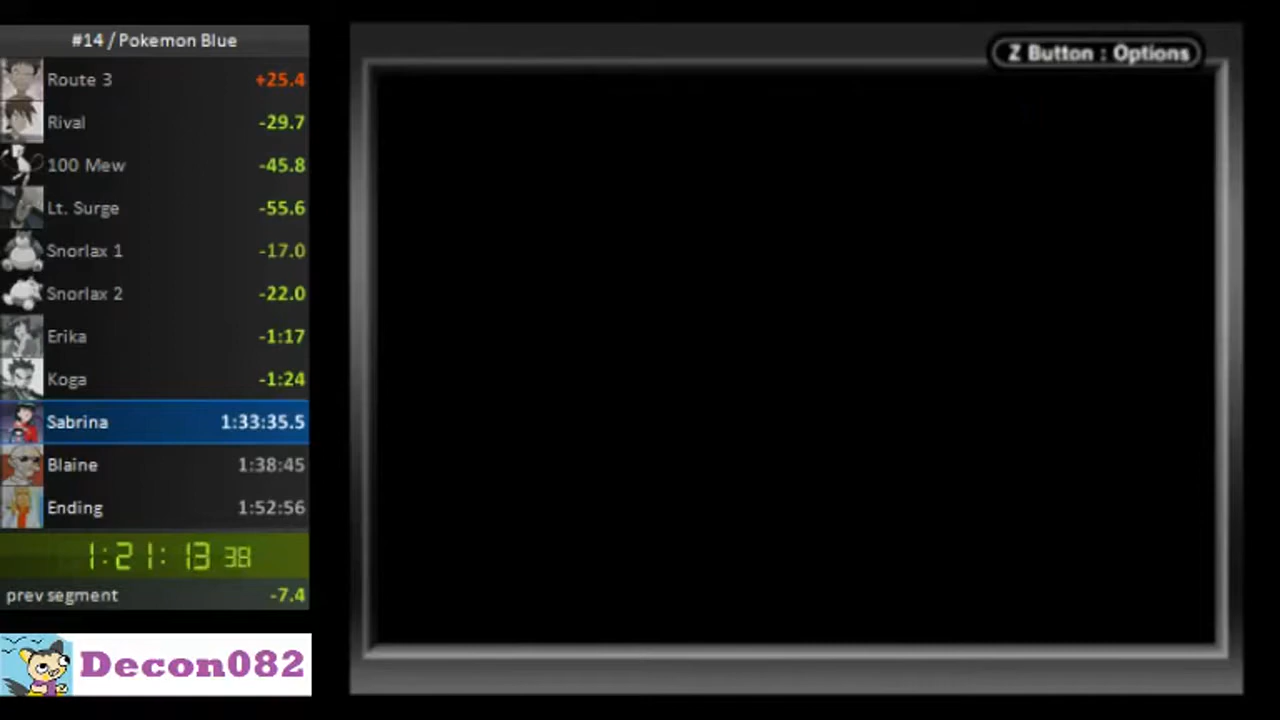 #14 / Pokemon Blue
Z Button : Options
Route 3 +25.4
Rival -29.7
100 Mew -45.8
Lt. Surge -55.6
Snorlax 1 -17.0
Snorlax 2 -22.0
Erika -1:17
Koga -1:24
Sabrina 1:33:35.5
Blaine 1:38:45
Ending 1:52:56
1:21:13 38
prev segment -7.4
Decon082